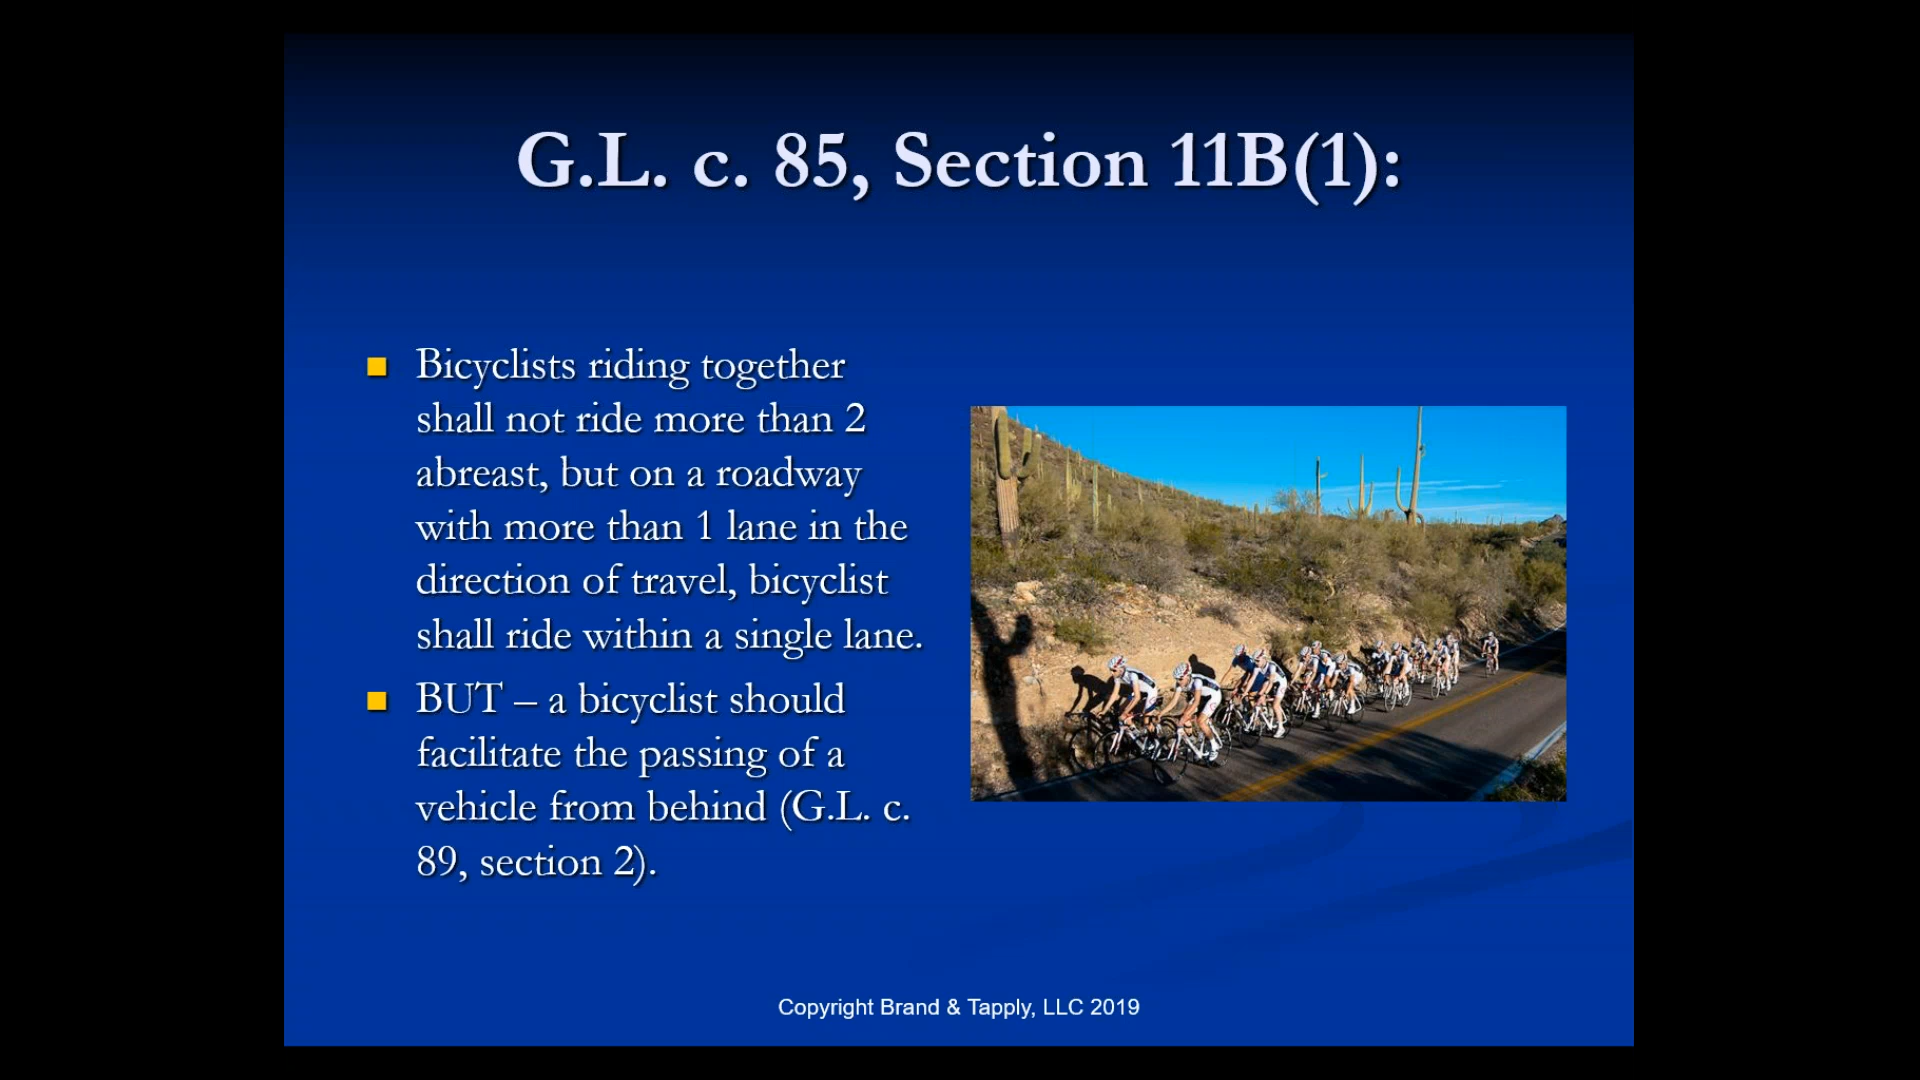 G.L. c. 85, Section 11B(1):
Bicyclists riding together
shall not ride more than 2
abreast, but on a roadway
with more than 1 lane in the
direction of travel, bicyclist
shall ride within a single lane.
BUT – a bicyclist should
facilitate the passing of a
vehicle from behind (G.L. c.
89, section 2).
Copyright Brand & Tapply, LLC 2019